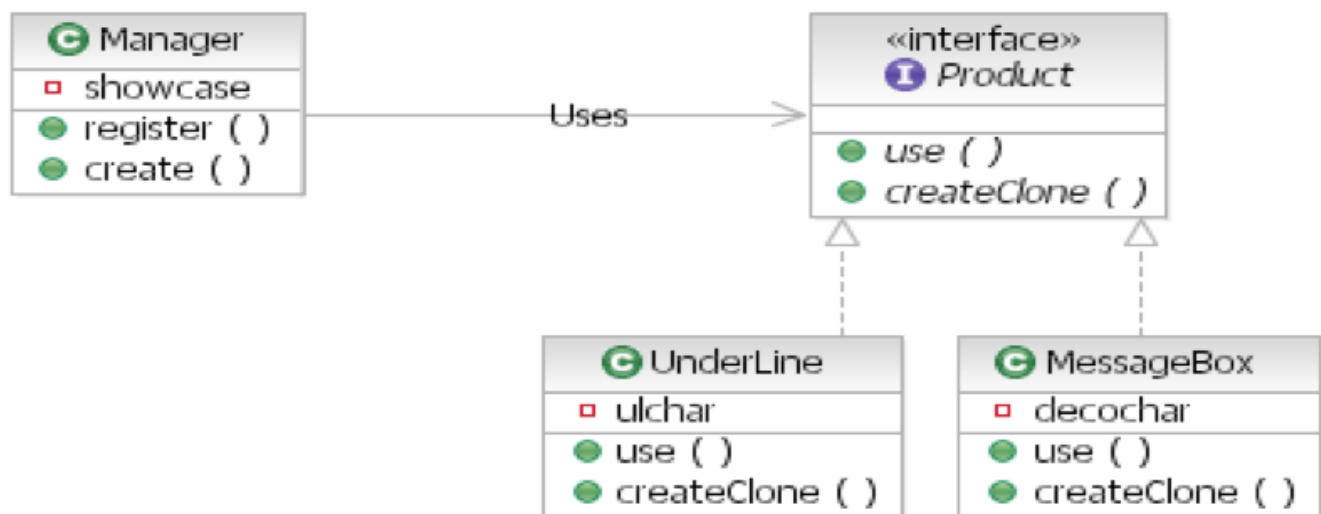 C Manager
showcase
register ( )
create ( )
Uses
«interface»
I Product
use ( )
createClone ( )
C UnderLine
ulchar
use ( )
createClone ( )
C MessageBox
decochar
use ( )
createClone ( )